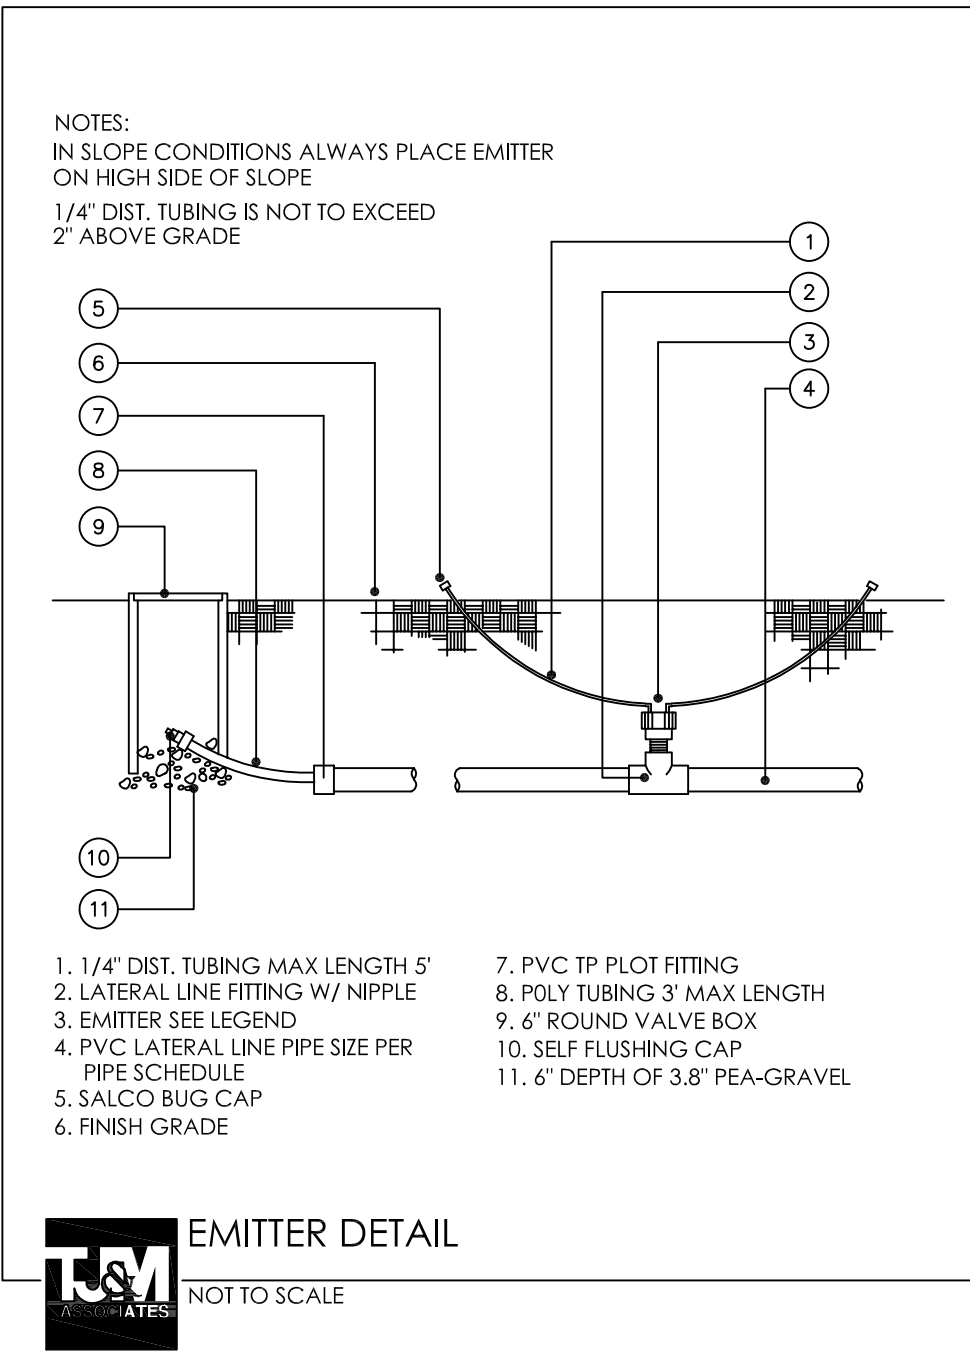 NOTES:
IN SLOPE CONDITIONS ALWAYS PLACE EMITTER
ON HIGH SIDE OF SLOPE
1/4" DIST. TUBING IS NOT TO EXCEED
2" ABOVE GRADE
1
2
3
4
5
6
7
8
9
10
11
1. 1/4" DIST. TUBING MAX LENGTH 5'
2. LATERAL LINE FITTING W/ NIPPLE
3. EMITTER SEE LEGEND
4. PVC LATERAL LINE PIPE SIZE PER
PIPE SCHEDULE
5. SALCO BUG CAP
6. FINISH GRADE
7. PVC TP PLOT FITTING
8. P0LY TUBING 3' MAX LENGTH
9. 6" ROUND VALVE BOX
10. SELF FLUSHING CAP
11. 6" DEPTH OF 3.8" PEA-GRAVEL
TJ&M
ASSOCIATES
EMITTER DETAIL
NOT TO SCALE